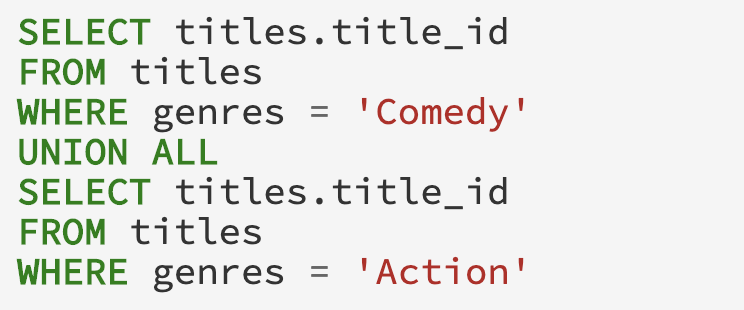 SELECT titles.title_id
FROM titles
WHERE genres = 'Comedy'
UNION ALL
SELECT titles.title_id
FROM titles
WHERE genres = 'Action'